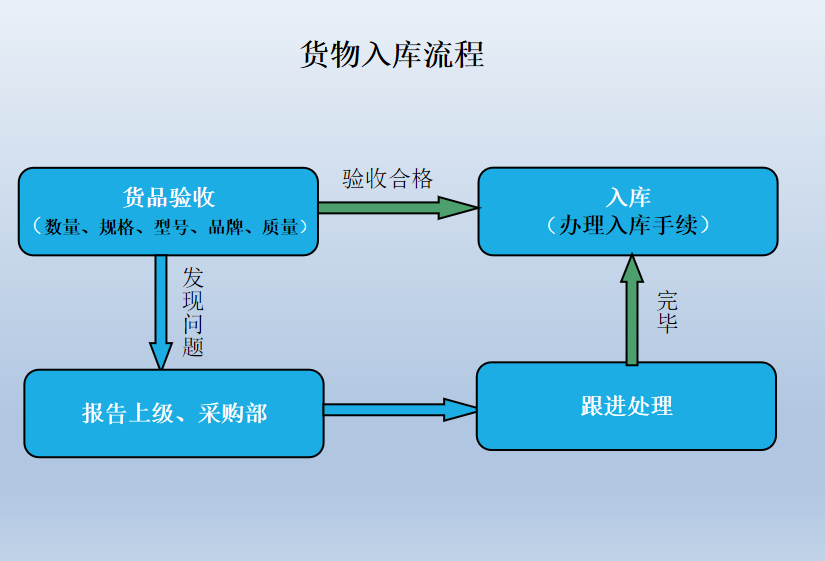 货物入库流程
货品验收
（数量、规格、型号、品牌、质量）
验收合格
入库
（办理入库手续）
发现问题
完毕
报告上级、采购部
跟进处理